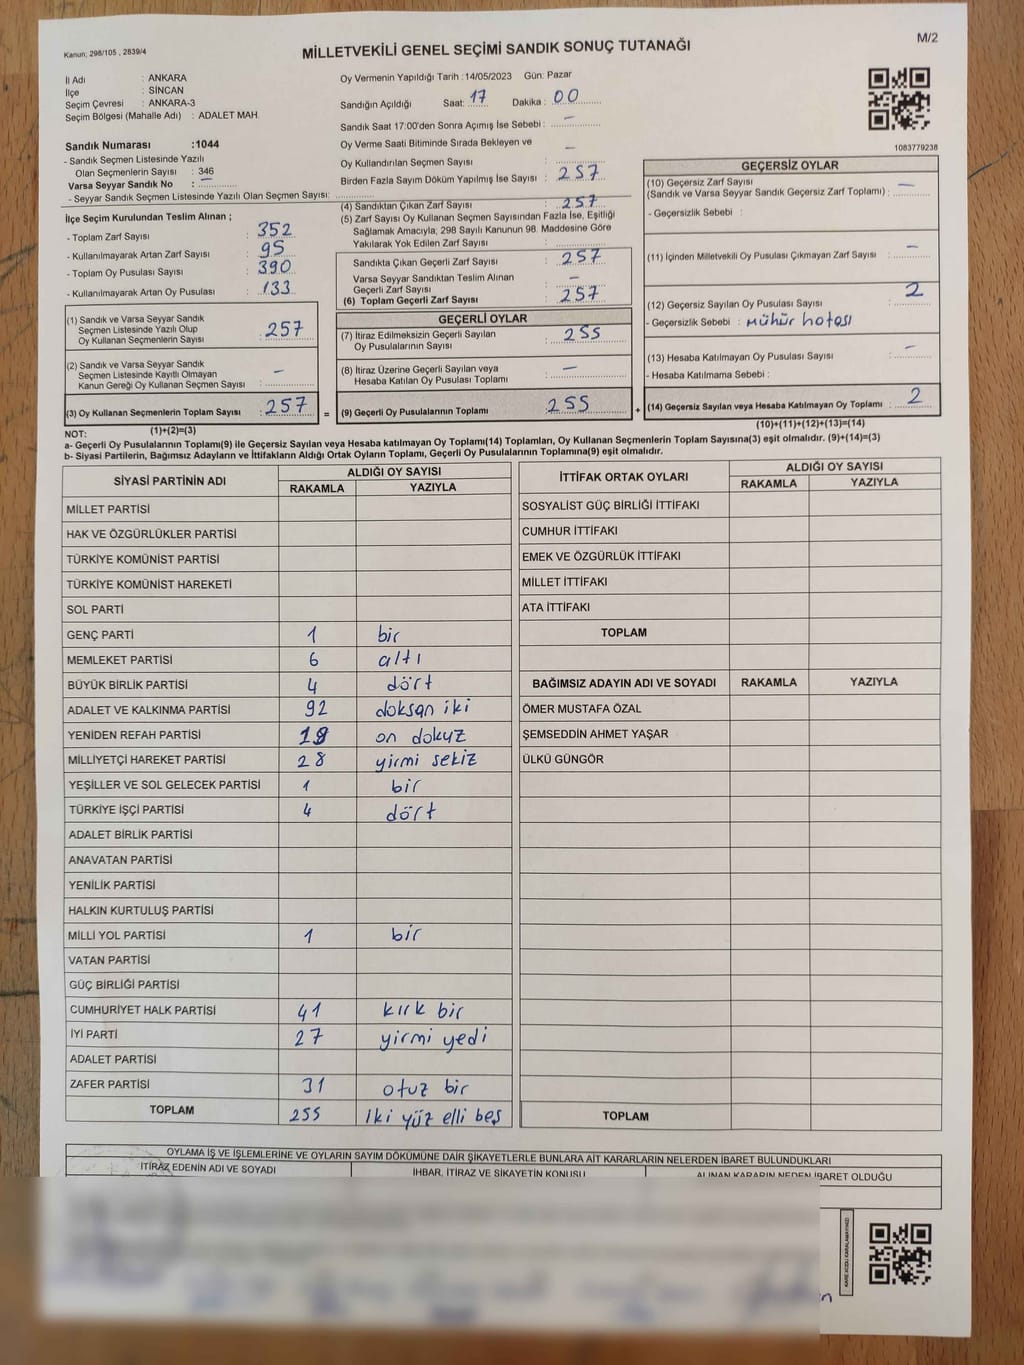 Kanun; 298/105 , 2839/4
MİLLETVEKİLİ GENEL SEÇİMİ SANDIK SONUÇ TUTANAĞI
M/2
İl Adı : ANKARA
İlçe : SİNCAN
Seçim Çevresi : ANKARA-3
Seçim Bölgesi (Mahalle Adı) : ADALET MAH.
Sandık Numarası :1044
- Sandık Seçmen Listesinde Yazılı
Olan Seçmenlerin Sayısı : 346
Varsa Seyyar Sandık No : –
- Seyyar Sandık Seçmen Listesinde Yazılı Olan Seçmen Sayısı:
İlçe Seçim Kurulundan Teslim Alınan ;
- Toplam Zarf Sayısı : 352
- Kullanılmayarak Artan Zarf Sayısı : 95
- Toplam Oy Pusulası Sayısı : 390
- Kullanılmayarak Artan Oy Pusulası : 133
(1) Sandık ve Varsa Seyyar Sandık
Seçmen Listesinde Yazılı Olup
Oy Kullanan Seçmenlerin Sayısı : 257
(2) Sandık ve Varsa Seyyar Sandık
Seçmen Listesinde Kayıtlı Olmayan
Kanun Gereği Oy Kullanan Seçmen Sayısı : –
(3) Oy Kullanan Seçmenlerin Toplam Sayısı : 257
(1)+(2)=(3)
Oy Vermenin Yapıldığı Tarih : 14/05/2023 Gün: Pazar
Sandığın Açıldığı Saat: 17 Dakika : 00
Sandık Saat 17:00'den Sonra Açımış İse Sebebi : –
Oy Verme Saati Bitiminde Sırada Bekleyen ve
Oy Kullandırılan Seçmen Sayısı : –
Birden Fazla Sayım Döküm Yapılmış İse Sayısı : 257
(4) Sandıktan Çıkan Zarf Sayısı : 257
(5) Zarf Sayısı Oy Kullanan Seçmen Sayısından Fazla İse, Eşitliği
Sağlamak Amacıyla; 298 Sayılı Kanunun 98. Maddesine Göre
Yakılarak Yok Edilen Zarf Sayısı :
Sandıkta Çıkan Geçerli Zarf Sayısı : 257
Varsa Seyyar Sandıktan Teslim Alınan
Geçerli Zarf Sayısı : –
(6) Toplam Geçerli Zarf Sayısı : 257
GEÇERLİ OYLAR
(7) İtiraz Edilmeksizin Geçerli Sayılan
Oy Pusulalarının Sayısı : 255
(8) İtiraz Üzerine Geçerli Sayılan veya
Hesaba Katılan Oy Pusulası Toplamı : –
= (9) Geçerli Oy Pusulalarının Toplamı : 255 +
1083779238
GEÇERSİZ OYLAR
(10) Geçersiz Zarf Sayısı
(Sandık ve Varsa Seyyar Sandık Geçersiz Zarf Toplamı) : –
- Geçersizlik Sebebi :
(11) İçinden Milletvekili Oy Pusulası Çıkmayan Zarf Sayısı : –
(12) Geçersiz Sayılan Oy Pusulası Sayısı : 2
- Geçersizlik Sebebi : mühür hatası
(13) Hesaba Katılmayan Oy Pusulası Sayısı : –
- Hesaba Katılmama Sebebi :
(14) Geçersiz Sayılan veya Hesaba Katılmayan Oy Toplamı : 2
(10)+(11)+(12)+(13)=(14)
NOT:
a- Geçerli Oy Pusulalarının Toplamı(9) ile Geçersiz Sayılan veya Hesaba katılmayan Oy Toplamı(14) Toplamları, Oy Kullanan Seçmenlerin Toplam Sayısına(3) eşit olmalıdır. (9)+(14)=(3)
b- Siyasi Partilerin, Bağımsız Adayların ve İttifakların Aldığı Ortak Oyların Toplamı, Geçerli Oy Pusulalarının Toplamına(9) eşit olmalıdır.
SİYASİ PARTİNİN ADI ALDIĞI OY SAYISI
RAKAMLA YAZIYLA
MİLLET PARTİSİ
HAK VE ÖZGÜRLÜKLER PARTİSİ
TÜRKİYE KOMÜNİST PARTİSİ
TÜRKİYE KOMÜNİST HAREKETİ
SOL PARTİ
GENÇ PARTİ 1 bir
MEMLEKET PARTİSİ 6 altı
BÜYÜK BİRLİK PARTİSİ 4 dört
ADALET VE KALKINMA PARTİSİ 92 doksan iki
YENİDEN REFAH PARTİSİ 19 on dokuz
MİLLİYETÇİ HAREKET PARTİSİ 28 yirmi sekiz
YEŞİLLER VE SOL GELECEK PARTİSİ 1 bir
TÜRKİYE İŞÇİ PARTİSİ 4 dört
ADALET BİRLİK PARTİSİ
ANAVATAN PARTİSİ
YENİLİK PARTİSİ
HALKIN KURTULUŞ PARTİSİ
MİLLİ YOL PARTİSİ 1 bir
VATAN PARTİSİ
GÜÇ BİRLİĞİ PARTİSİ
CUMHURİYET HALK PARTİSİ 41 kırk bir
İYİ PARTİ 27 yirmi yedi
ADALET PARTİSİ
ZAFER PARTİSİ 31 otuz bir
TOPLAM 255 iki yüz elli beş
İTTİFAK ORTAK OYLARI ALDIĞI OY SAYISI
RAKAMLA YAZIYLA
SOSYALİST GÜÇ BİRLİĞİ İTTİFAKI
CUMHUR İTTİFAKI
EMEK VE ÖZGÜRLÜK İTTİFAKI
MİLLET İTTİFAKI
ATA İTTİFAKI
TOPLAM
BAĞIMSIZ ADAYIN ADI VE SOYADI RAKAMLA YAZIYLA
ÖMER MUSTAFA ÖZAL
ŞEMSEDDİN AHMET YAŞAR
ÜLKÜ GÜNGÖR
TOPLAM
OYLAMA İŞ VE İŞLEMLERİNE VE OYLARIN SAYIM DÖKÜMÜNE DAİR ŞİKAYETLERLE BUNLARA AİT KARARLARIN NELERDEN İBARET BULUNDUKLARI
İTİRAZ EDENİN ADI VE SOYADI İHBAR, İTİRAZ VE ŞİKAYETİN KONUSU ALINAN KARARIN NEDEN İBARET OLDUĞU
KARE KODU KARALAMAYINIZ!